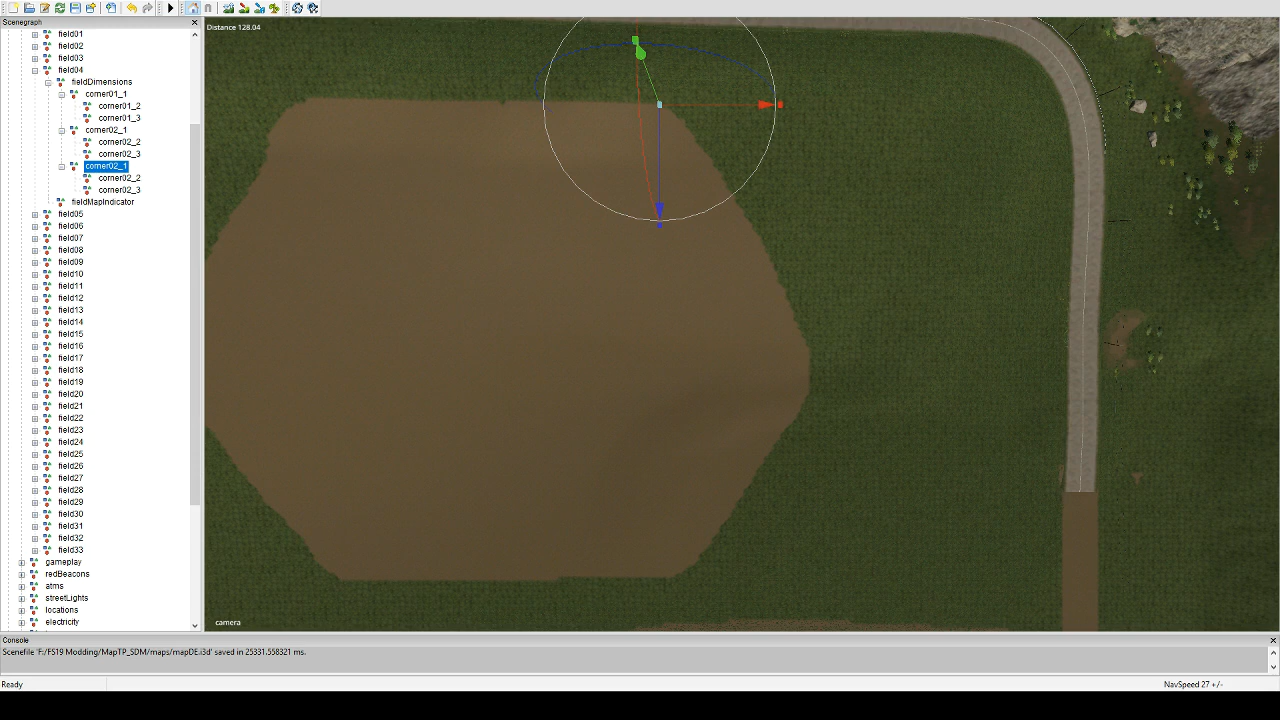 Scenegraph
field01
field02
field03
field04
fieldDimensions
corner01_1
corner01_2
corner01_3
corner02_1
corner02_2
corner02_3
corner02_1
corner02_2
corner02_3
fieldMapIndicator
field05
field06
field07
field08
field09
field10
field11
field12
field13
field14
field15
field16
field17
field18
field19
field20
field21
field22
field23
field24
field25
field26
field27
field28
field29
field30
field31
field32
field33
gameplay
redBeacons
atms
streetLights
locations
electricity
Distance 128.04
camera
Console
Scenefile 'F:/FS19 Modding/MapTP_SDM/maps/mapDE.i3d' saved in 25331.558321 ms.
Ready
NavSpeed 27 +/-